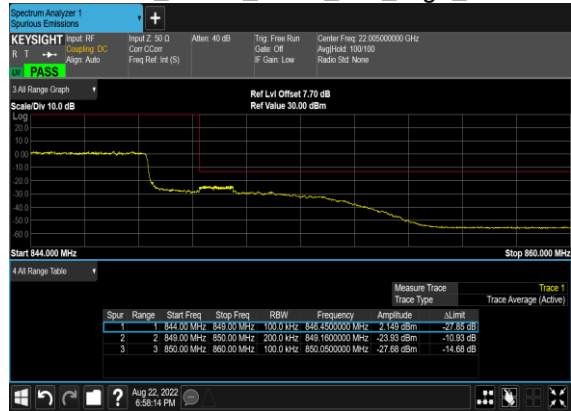 Spectrum Analyzer 1
Spurious Emissions
+
KEYSIGHT Input: RF Input Z: 50 Ω Atten: 40 dB Trig: Free Run Center Freq: 22.005000000 GHz
R T Coupling: DC Corr CCorr Gate: Off Avg|Hold: 100/100
Align: Auto Freq Ref: Int (S) IF Gain: Low Radio Std: None
PASS
3 All Range Graph
Ref Lvl Offset 7.70 dB
Scale/Div 10.0 dB Ref Value 30.00 dBm
Log
20.0
10.0
0.00
-10.0
-20.0
-30.0
-40.0
-50.0
-60.0
Start 844.000 MHz Stop 860.000 MHz
4 All Range Table
Measure Trace Trace 1
Trace Type Trace Average (Active)
Spur Range Start Freq Stop Freq RBW Frequency Amplitude ΔLimit
1 1 844.00 MHz 849.00 MHz 100.0 kHz 846.4500000 MHz 2.149 dBm -27.85 dB
2 2 849.00 MHz 850.00 MHz 200.0 kHz 849.1600000 MHz -23.93 dBm -10.93 dB
3 3 850.00 MHz 860.00 MHz 100.0 kHz 850.0500000 MHz -27.68 dBm -14.68 dB
? Aug 22, 2022
6:58:14 PM